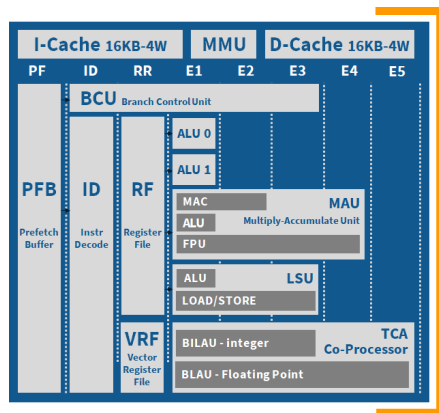 I-Cache 16KB-4W
MMU
D-Cache 16KB-4W
PF ID RR E1 E2 E3 E4 E5
BCU Branch Control Unit
ALU 0
ALU 1
PFB
Prefetch
Buffer
ID
Instr
Decode
RF
Register
File
MAC
MAU
ALU
Multiply-Accumulate Unit
FPU
ALU
LSU
LOAD/STORE
VRF
Vector
Register
File
BILAU - integer
TCA
Co-Processor
BLAU - Floating Point